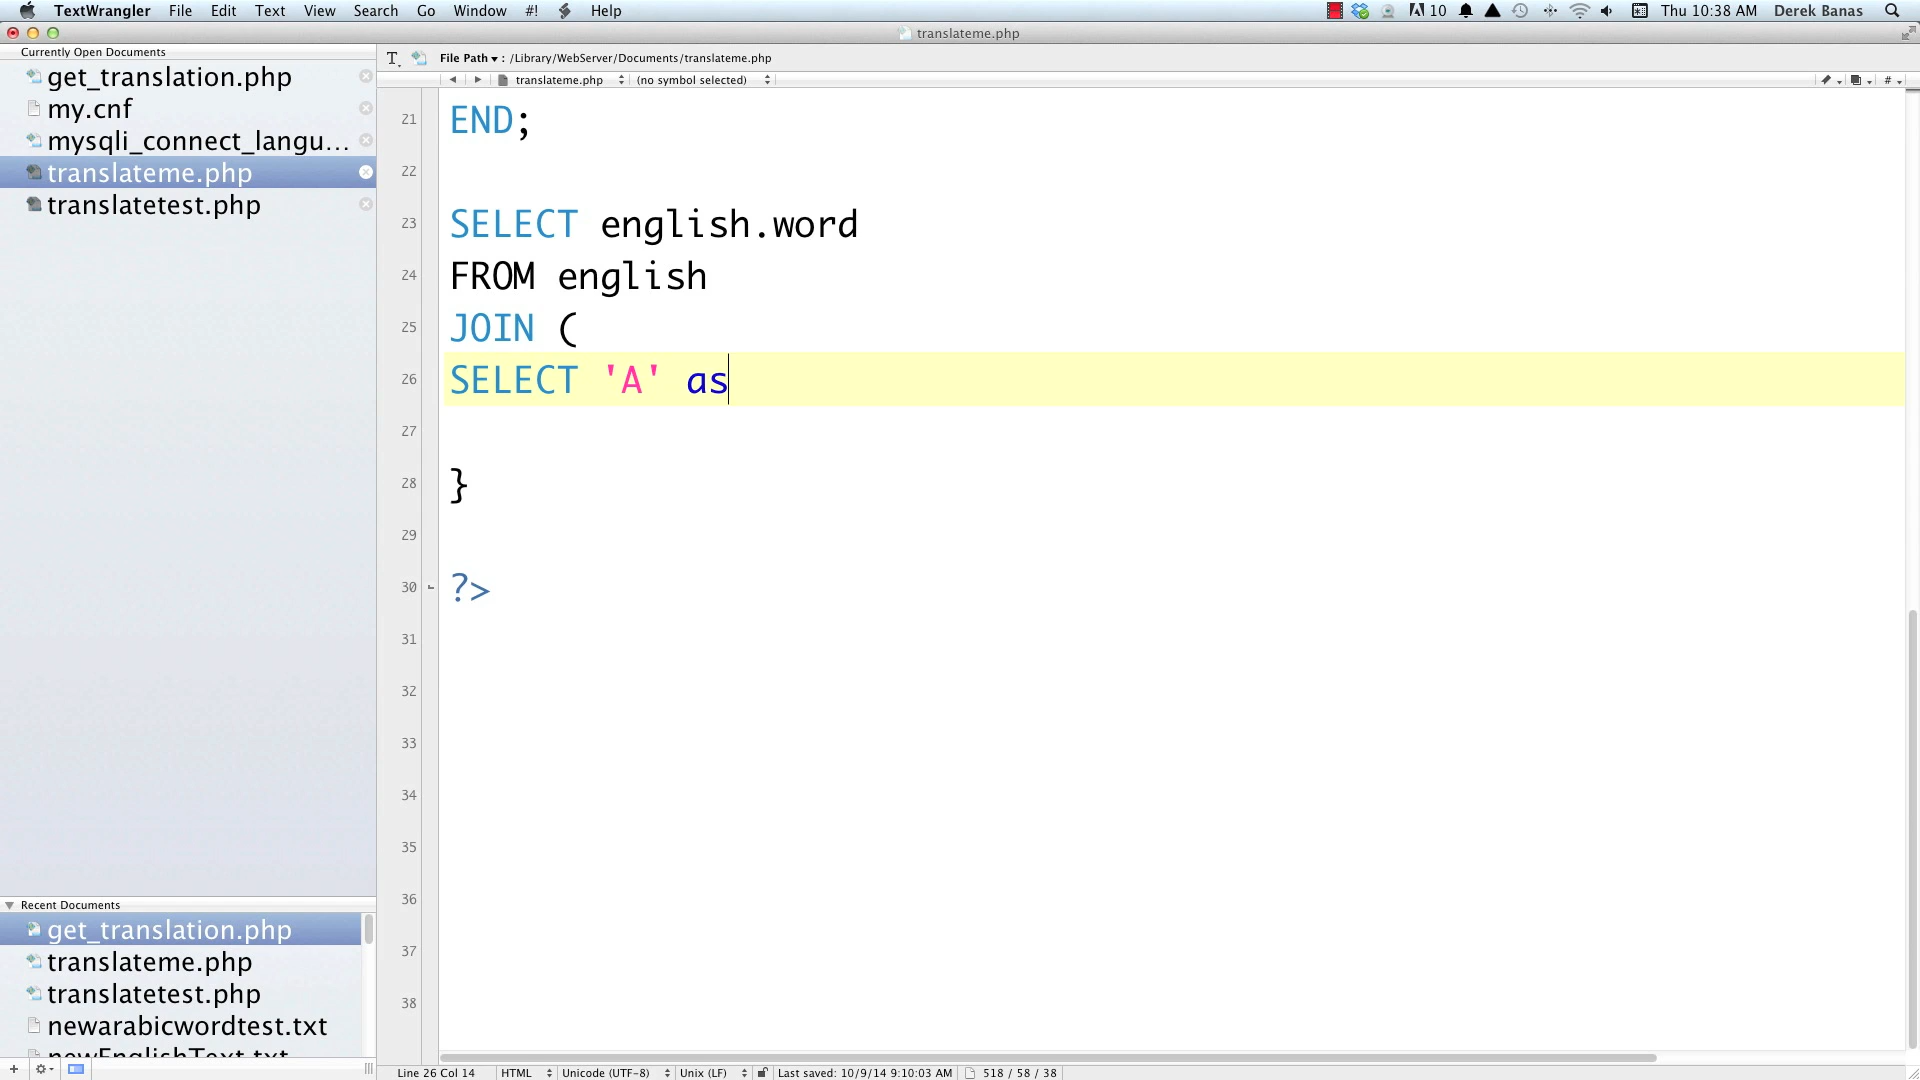 TextWrangler File Edit Text View Search Go Window #! Help 10 Thu 10:38 AM Derek Banas
translateme.php
Currently Open Documents
get_translation.php
my.cnf
mysqli_connect_langu...
translateme.php
translatetest.php
File Path : /Library/WebServer/Documents/translateme.php
translateme.php (no symbol selected) #
21 END;
22
23 SELECT english.word
24 FROM english
25 JOIN (
26 SELECT 'A' as
27
28 }
29
30 ?>
31
32
33
34
35
36
37
38
Recent Documents
get_translation.php
translateme.php
translatetest.php
newarabicwordtest.txt
newEnglishText.txt
Line 26 Col 14 HTML Unicode (UTF-8) Unix (LF) Last saved: 10/9/14 9:10:03 AM 518 / 58 / 38